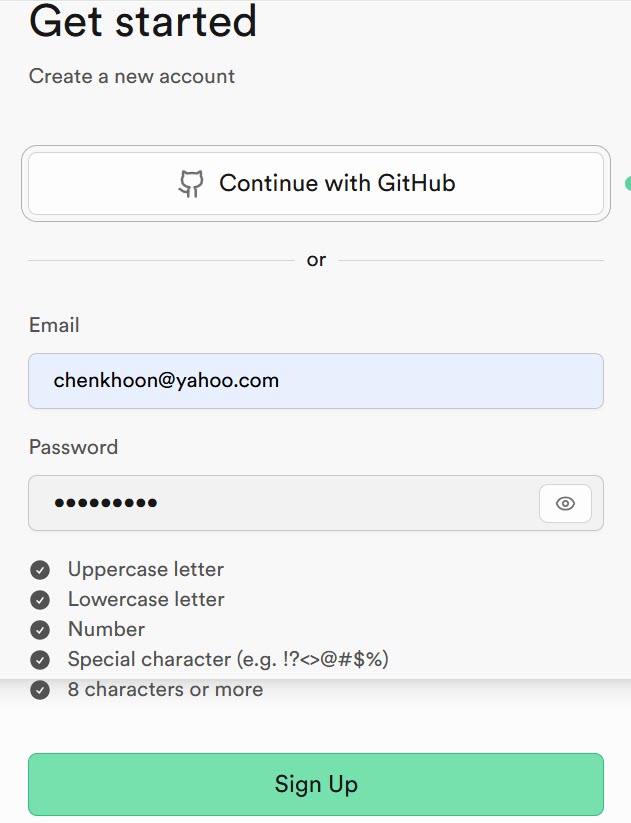 Get started
Create a new account
Continue with GitHub
or
Email
chenkhoon@yahoo.com
Password
•••••••••
Uppercase letter
Lowercase letter
Number
Special character (e.g. !?<>@#$%)
8 characters or more
Sign Up